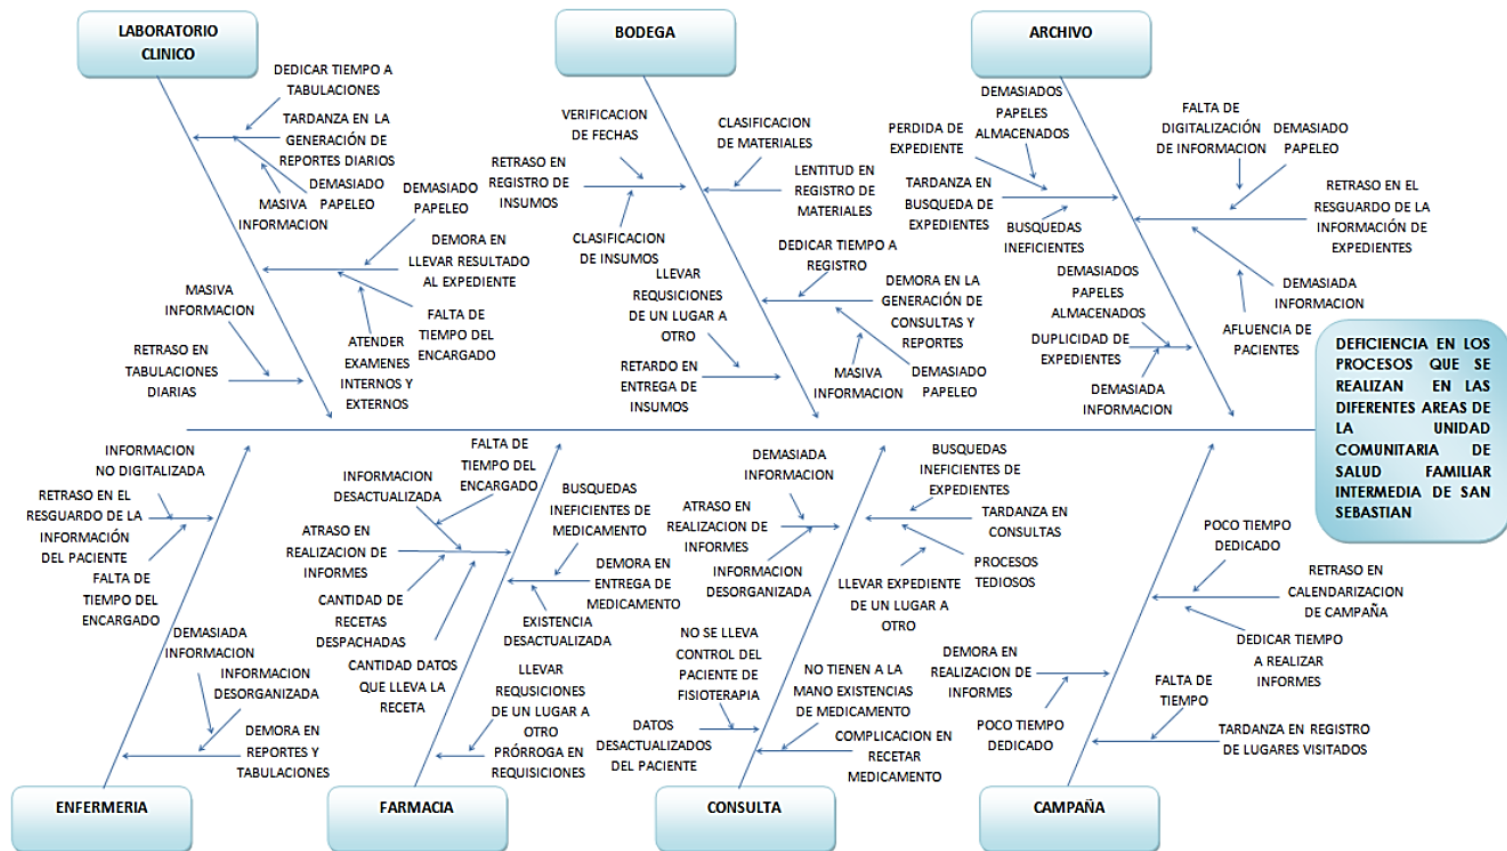 LABORATORIO
CLINICO
DEDICAR TIEMPO A
TABULACIONES
TARDANZA EN LA
GENERACIÓN DE
REPORTES DIARIOS
DEMASIADO
PAPELEO
MASIVA
INFORMACION
DEMASIADO
PAPELEO
DEMORA EN
LLEVAR RESULTADO
AL EXPEDIENTE
FALTA DE
TIEMPO DEL
ENCARGADO
ATENDER
EXAMENES
INTERNOS Y
EXTERNOS
MASIVA
INFORMACION
RETRASO EN
TABULACIONES
DIARIAS
BODEGA
VERIFICACION
DE FECHAS
RETRASO EN
REGISTRO DE
INSUMOS
CLASIFICACION
DE INSUMOS
CLASIFICACION
DE MATERIALES
LENTITUD EN
REGISTRO DE
MATERIALES
DEDICAR TIEMPO A
REGISTRO
DEMORA EN LA
GENERACIÓN DE
CONSULTAS Y
REPORTES
MASIVA
INFORMACION
DEMASIADO
PAPELEO
LLEVAR
REQUSICIONES
DE UN LUGAR A
OTRO
RETARDO EN
ENTREGA DE
INSUMOS
ARCHIVO
DEMASIADOS
PAPELES
ALMACENADOS
PERDIDA DE
EXPEDIENTE
TARDANZA EN
BUSQUEDA DE
EXPEDIENTES
BUSQUEDAS
INEFICIENTES
FALTA DE
DIGITALIZACIÓN
DE INFORMACION
DEMASIADO
PAPELEO
RETRASO EN EL
RESGUARDO DE LA
INFORMACIÓN DE
EXPEDIENTES
DEMASIADA
INFORMACION
AFLUENCIA DE
PACIENTES
DEMASIADOS
PAPELES
ALMACENADOS
DUPLICIDAD DE
EXPEDIENTES
DEMASIADA
INFORMACION
DEFICIENCIA EN LOS
PROCESOS QUE SE
REALIZAN EN LAS
DIFERENTES AREAS DE
LA UNIDAD
COMUNITARIA DE
SALUD FAMILIAR
INTERMEDIA DE SAN
SEBASTIAN
INFORMACION
NO DIGITALIZADA
RETRASO EN EL
RESGUARDO DE LA
INFORMACIÓN
DEL PACIENTE
FALTA DE
TIEMPO DEL
ENCARGADO
DEMASIADA
INFORMACION
INFORMACION
DESORGANIZADA
DEMORA EN
REPORTES Y
TABULACIONES
ENFERMERIA
FALTA DE
TIEMPO DEL
ENCARGADO
INFORMACION
DESACTUALIZADA
ATRASO EN
REALIZACION DE
INFORMES
CANTIDAD DE
RECETAS
DESPACHADAS
CANTIDAD DATOS
QUE LLEVA LA
RECETA
BUSQUEDAS
INEFICIENTES DE
MEDICAMENTO
DEMORA EN
ENTREGA DE
MEDICAMENTO
EXISTENCIA
DESACTUALIZADA
LLEVAR
REQUSICIONES
DE UN LUGAR A
OTRO
PRÓRROGA EN
REQUISICIONES
FARMACIA
DEMASIADA
INFORMACION
ATRASO EN
REALIZACION DE
INFORMES
INFORMACION
DESORGANIZADA
BUSQUEDAS
INEFICIENTES DE
EXPEDIENTES
TARDANZA EN
CONSULTAS
PROCESOS
TEDIOSOS
LLEVAR EXPEDIENTE
DE UN LUGAR A
OTRO
NO SE LLEVA
CONTROL DEL
PACIENTE DE
FISIOTERAPIA
DATOS
DESACTUALIZADOS
DEL PACIENTE
NO TIENEN A LA
MANO EXISTENCIAS
DE MEDICAMENTO
COMPLICACION EN
RECETAR
MEDICAMENTO
CONSULTA
POCO TIEMPO
DEDICADO
RETRASO EN
CALENDARIZACION
DE CAMPAÑA
DEDICAR TIEMPO
A REALIZAR
INFORMES
DEMORA EN
REALIZACION DE
INFORMES
POCO TIEMPO
DEDICADO
FALTA DE
TIEMPO
TARDANZA EN REGISTRO
DE LUGARES VISITADOS
CAMPAÑA